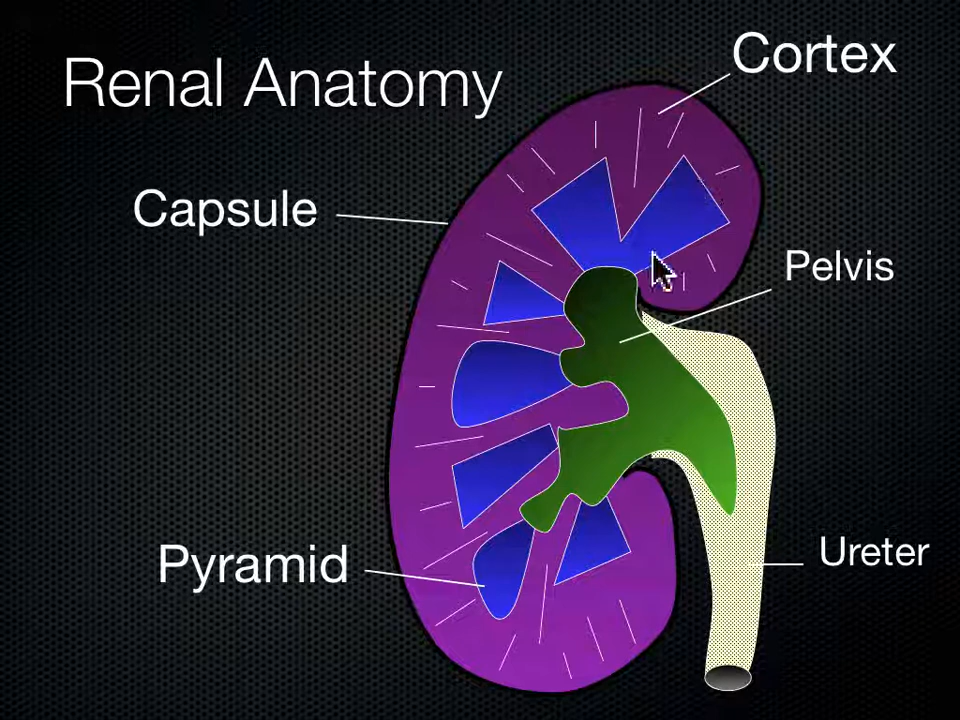 Renal Anatomy
Cortex
Capsule
Pelvis
Pyramid
Ureter